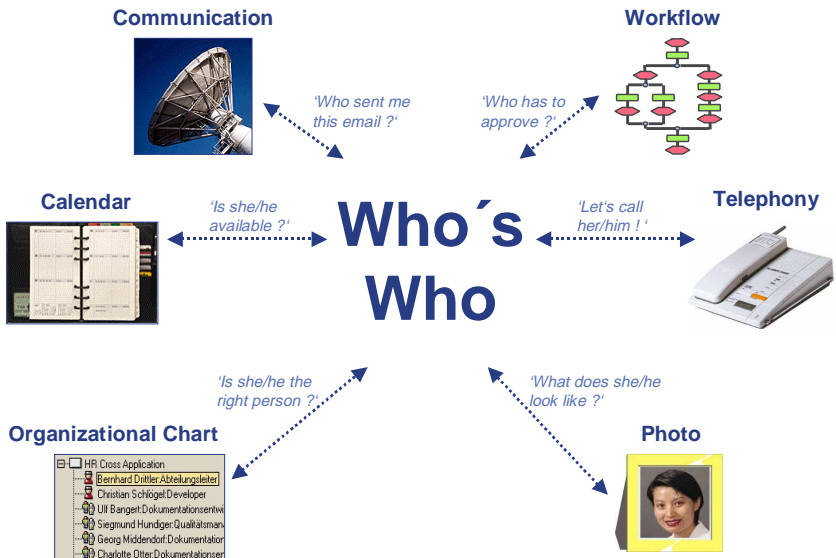 Communication
Workflow
‘Who sent me
this email ?‘
‘Who has to
approve ?‘
Calendar
‘Is she/he
available ?‘
Who´s
Who
‘Let‘s call
her/him ! ‘
Telephony
‘Is she/he the
right person ?‘
‘What does she/he
look like ?‘
Organizational Chart
Photo
HR Cross Application
Bernhard Drittler:Abteilungsleiter
Christian Schlögel:Developer
Ulf Bangert:Dokumentationsentwi
Siegmund Hundiger:Qualitätsman
Georg Middendorf:Dokumentation
Charlotte Otter:Dokumentationser